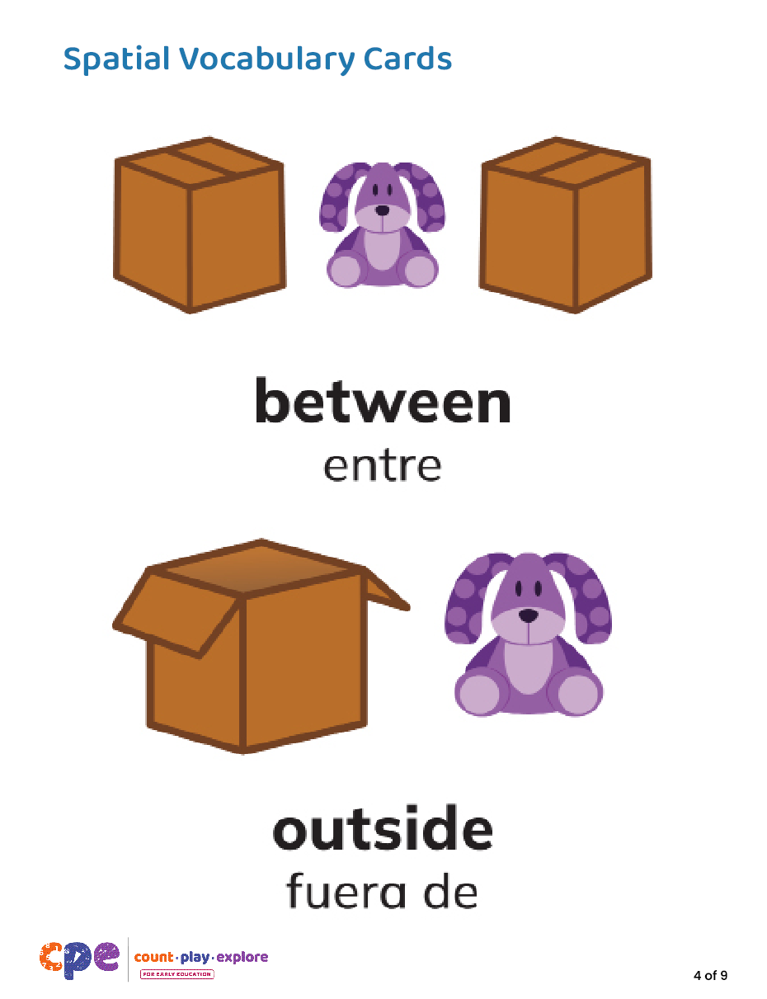 Spatial Vocabulary Cards
between
entre
outside
fuera de
cpe
count·play·explore
FOR EARLY EDUCATION
4 of 9